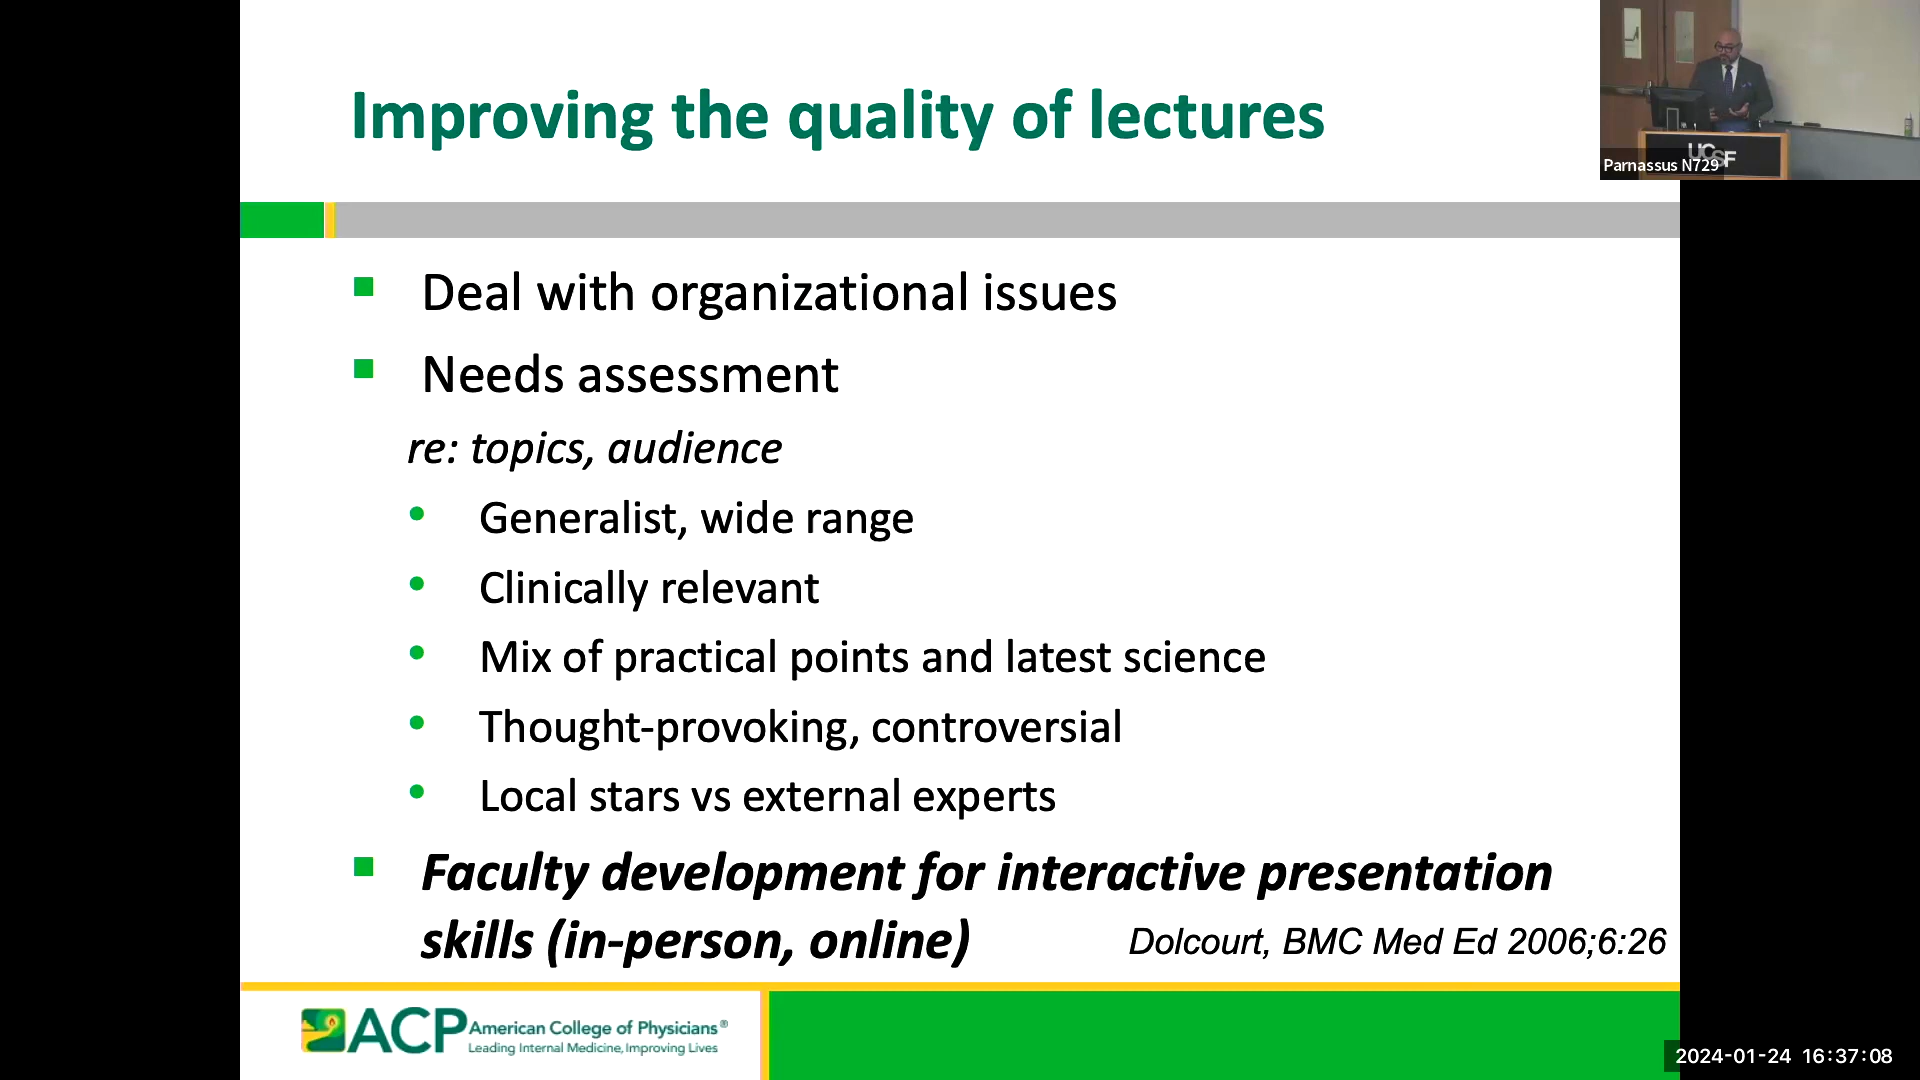 Improving the quality of lectures
UCSF
Parnassus N729
Deal with organizational issues
Needs assessment
re: topics, audience
Generalist, wide range
Clinically relevant
Mix of practical points and latest science
Thought-provoking, controversial
Local stars vs external experts
Faculty development for interactive presentation
skills (in-person, online)
Dolcourt, BMC Med Ed 2006;6:26
ACP American College of Physicians®
Leading Internal Medicine, Improving Lives
2024-01-24 16:37:08